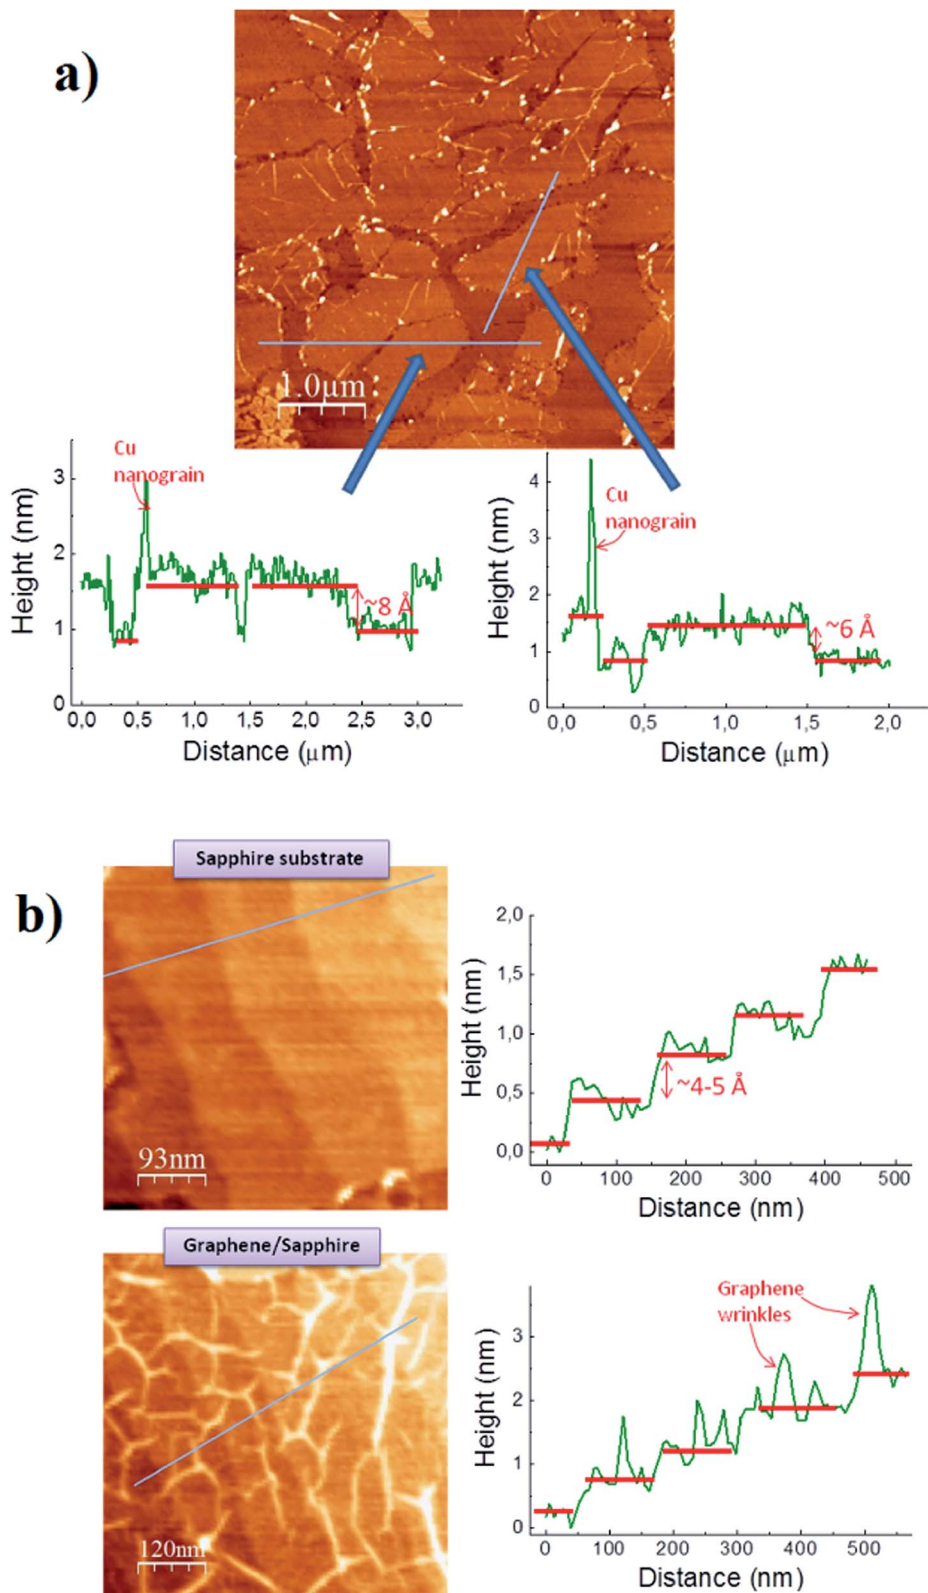 a)
1.0µm
Cu
nanograin
Height (nm)
3
2
1
0
~8 Å
0,0 0,5 1,0 1,5 2,0 2,5 3,0
Distance (µm)
Cu
nanograin
Height (nm)
4
3
2
1
0
~6 Å
0,0 0,5 1,0 1,5 2,0
Distance (µm)
b)
Sapphire substrate
93nm
Height (nm)
2,0
1,5
1,0
0,5
0,0
~4-5 Å
0 100 200 300 400 500
Distance (nm)
Graphene/Sapphire
120nm
Graphene
wrinkles
Height (nm)
3
2
1
0
0 100 200 300 400 500
Distance (nm)